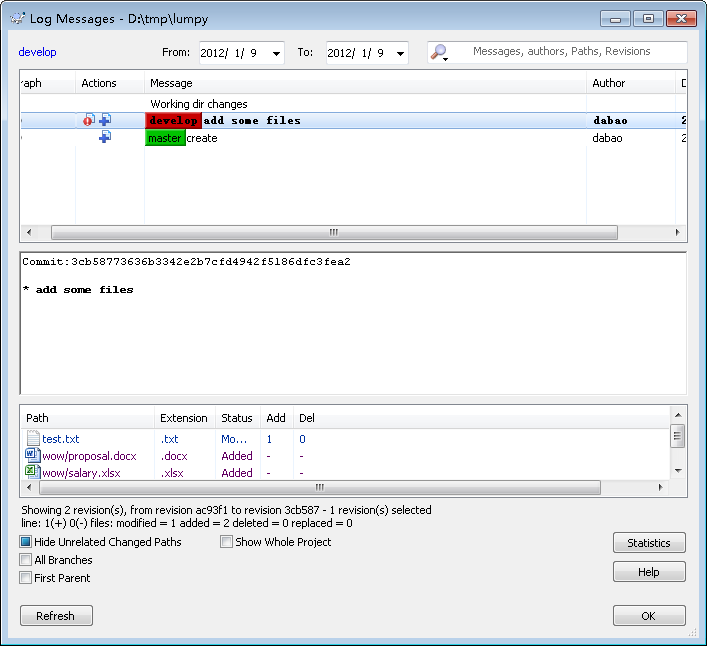 Log Messages - D:\tmp\lumpy
develop From: 2012/ 1/ 9 To: 2012/ 1/ 9 Messages, authors, Paths, Revisions
raph Actions Message Author D
Working dir changes
develop add some files dabao 2
master create dabao 2
Commit:3cb58773636b3342e2b7cfd4942f5186dfc3fea2
* add some files
Path Extension Status Add Del
test.txt .txt Mo... 1 0
wow/proposal.docx .docx Added - -
wow/salary.xlsx .xlsx Added - -
Showing 2 revision(s), from revision ac93f1 to revision 3cb587 - 1 revision(s) selected
line: 1(+) 0(-) files: modified = 1 added = 2 deleted = 0 replaced = 0
Hide Unrelated Changed Paths Show Whole Project Statistics
All Branches
Help
First Parent
Refresh OK